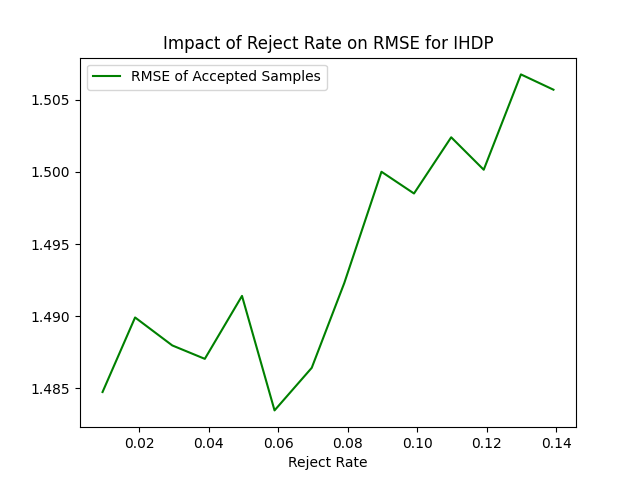 Impact of Reject Rate on RMSE for IHDP
RMSE of Accepted Samples
1.505
1.500
1.495
1.490
1.485
0.02 0.04 0.06 0.08 0.10 0.12 0.14
Reject Rate